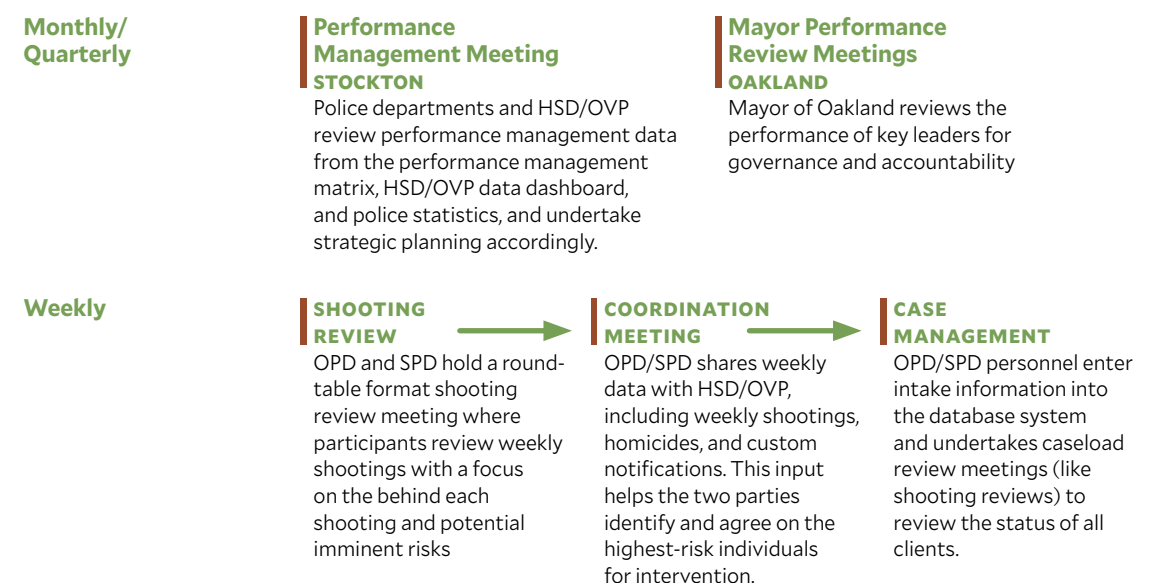 Monthly/
Quarterly
Performance
Management Meeting
STOCKTON
Police departments and HSD/OVP
review performance management data
from the performance management
matrix, HSD/OVP data dashboard,
and police statistics, and undertake
strategic planning accordingly.
Mayor Performance
Review Meetings
OAKLAND
Mayor of Oakland reviews the
performance of key leaders for
governance and accountability
Weekly
SHOOTING
REVIEW
OPD and SPD hold a round-
table format shooting
review meeting where
participants review weekly
shootings with a focus
on the behind each
shooting and potential
imminent risks
COORDINATION
MEETING
OPD/SPD shares weekly
data with HSD/OVP,
including weekly shootings,
homicides, and custom
notifications. This input
helps the two parties
identify and agree on the
highest-risk individuals
for intervention.
CASE
MANAGEMENT
OPD/SPD personnel enter
intake information into
the database system
and undertakes caseload
review meetings (like
shooting reviews) to
review the status of all
clients.